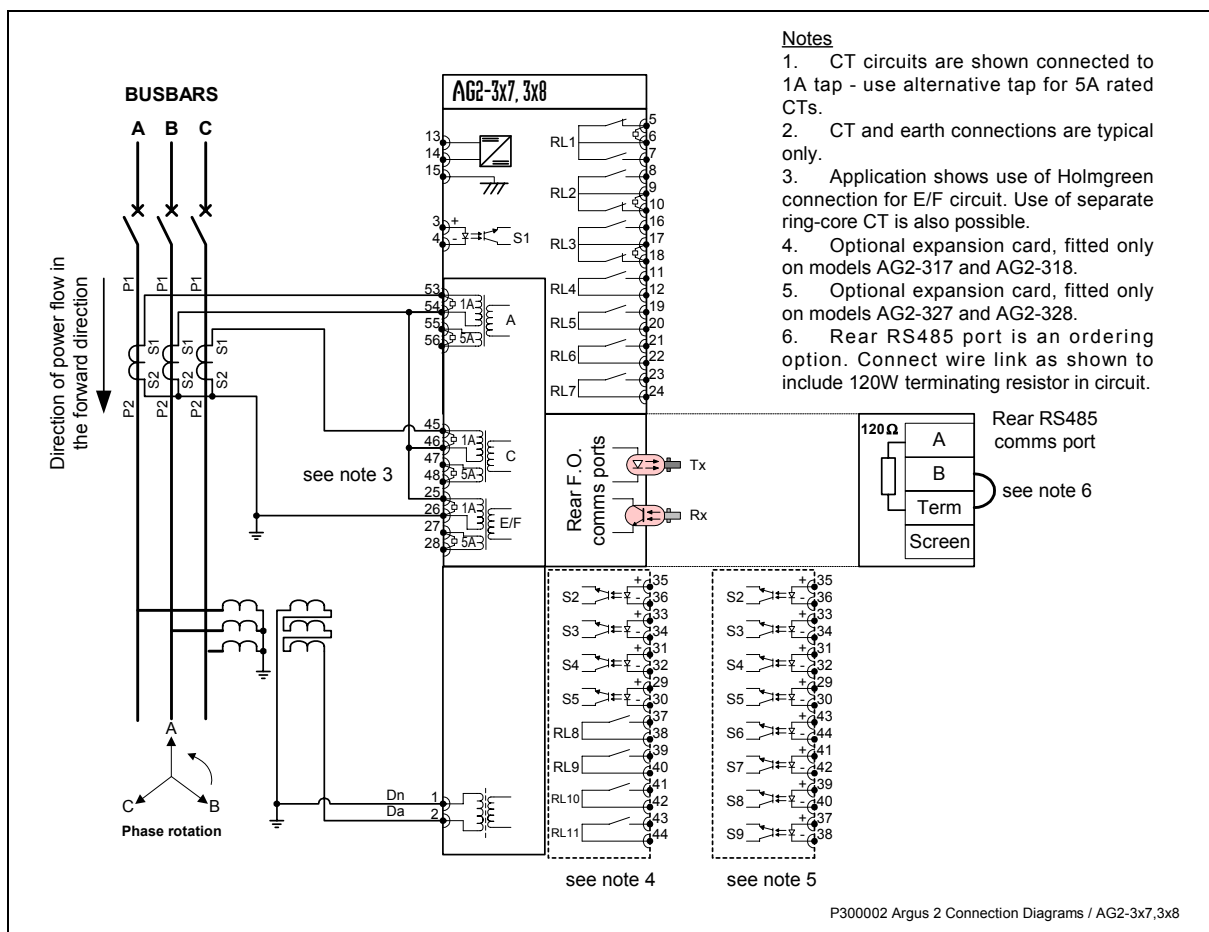 BUSBARS
A B C
Direction of power flow in
the forward direction
P1 P1 P1
S1 S1
S2 S2
P2 P2 P2
see note 3
A
C B
Phase rotation
AG2-3x7, 3x8
13
14
15
3 +
4 -
S1
53
54
55
56
1A
5A
A
45
46
47
48
1A
5A
C
25
26
27
28
1A
5A
E/F
Dn 1
Da 2
RL1
5
6
7
RL2
8
9
10
RL3
16
17
18
RL4
11
12
RL5
19
20
RL6
21
22
RL7
23
24
Rear F.O.
comms ports
Tx
Rx
S2 + 35
- 36
S3 + 33
- 34
S4 + 31
- 32
S5 + 29
- 30
RL8 37
38
RL9 39
40
RL10 41
42
RL11 43
44
see note 4
S2 + 35
- 36
S3 + 33
- 34
S4 + 31
- 32
S5 + 29
- 30
S6 + 43
- 44
S7 + 41
- 42
S8 + 39
- 40
S9 + 37
- 38
see note 5
120Ω
A
B
Term
Screen
Rear RS485
comms port
see note 6
Notes
1. CT circuits are shown connected to
1A tap - use alternative tap for 5A rated
CTs.
2. CT and earth connections are typical
only.
3. Application shows use of Holmgreen
connection for E/F circuit. Use of separate
ring-core CT is also possible.
4. Optional expansion card, fitted only
on models AG2-317 and AG2-318.
5. Optional expansion card, fitted only
on models AG2-327 and AG2-328.
6. Rear RS485 port is an ordering
option. Connect wire link as shown to
include 120W terminating resistor in circuit.
P300002 Argus 2 Connection Diagrams / AG2-3x7,3x8